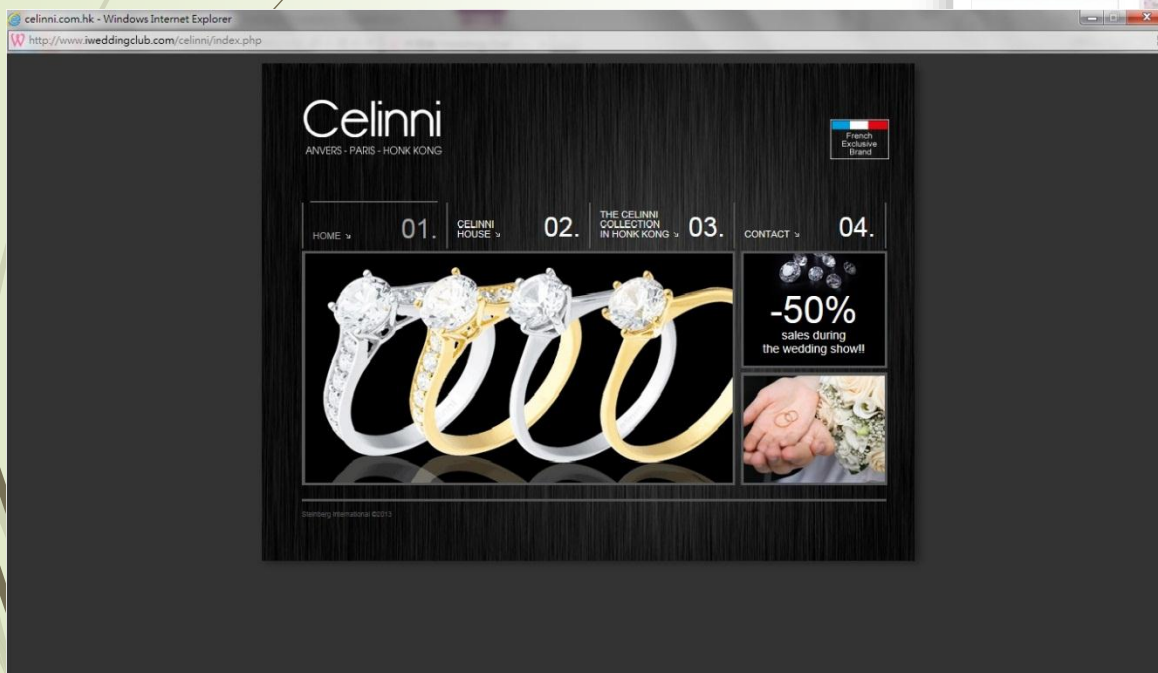 celinni.com.hk - Windows Internet Explorer
http://www.iweddingclub.com/celinni/index.php
Celinni
ANVERS - PARIS - HONK KONG
French
Exclusive
Brand
HOME 01.
CELINNI
HOUSE 02.
THE CELINNI
COLLECTION
IN HONK KONG 03.
CONTACT 04.
-50%
sales during
the wedding show!!
Steinberg International ©2013